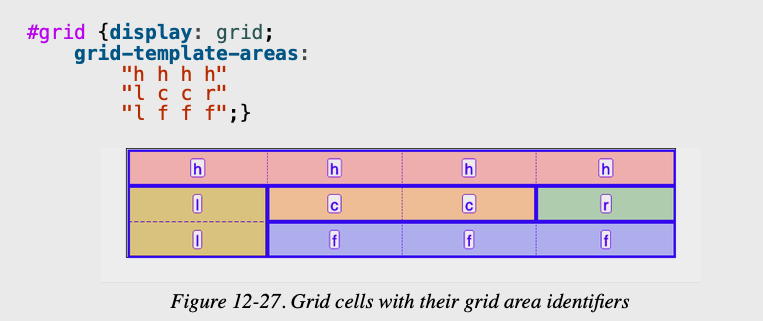 #grid {display: grid;
grid-template-areas:
"h h h h"
"l c c r"
"l f f f";}
h h h h
l c c r
l f f f
Figure 12-27. Grid cells with their grid area identifiers